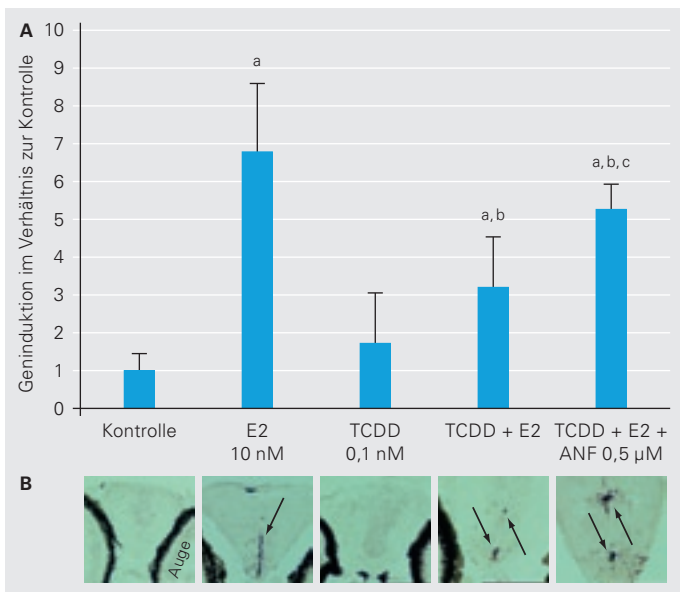 A
Geninduktion im Verhältnis zur Kontrolle
10
9
8
7
6
5
4
3
2
1
0
a
a, b
a, b, c
Kontrolle
E2
10 nM
TCDD
0,1 nM
TCDD + E2
TCDD + E2 +
ANF 0,5 µM
B
Auge